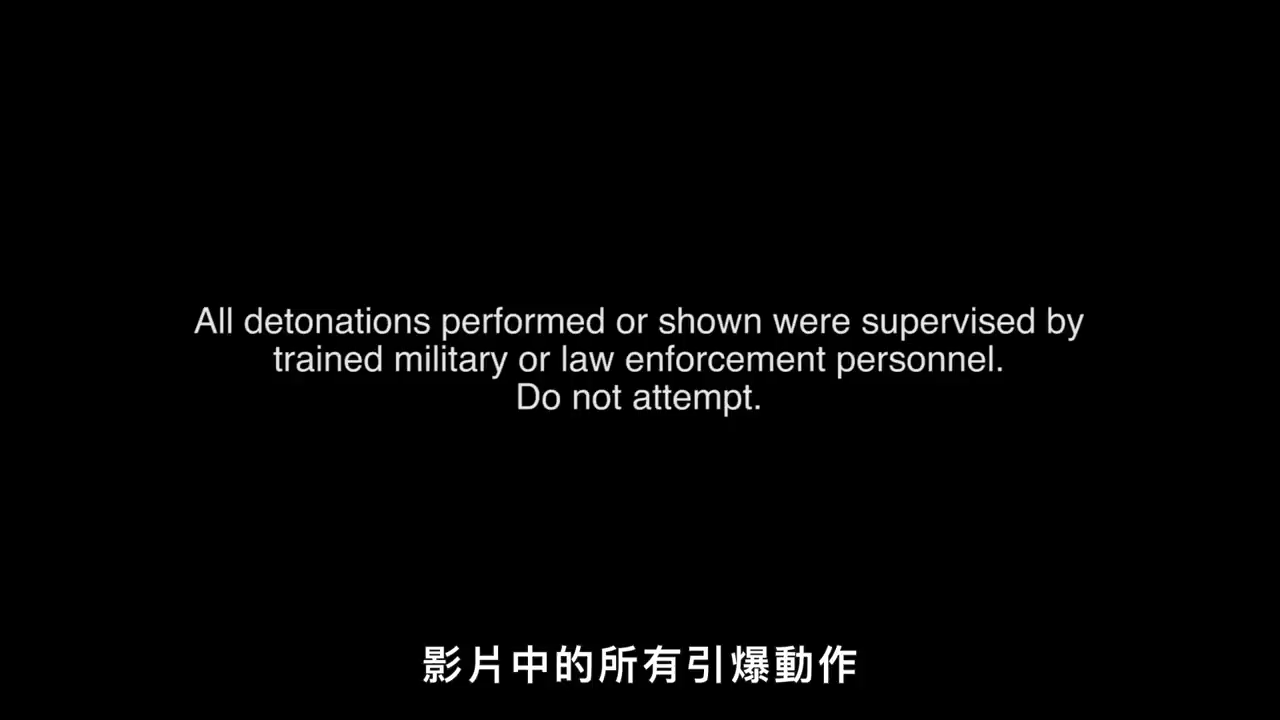 All detonations performed or shown were supervised by
trained military or law enforcement personnel.
Do not attempt.
影片中的所有引爆動作